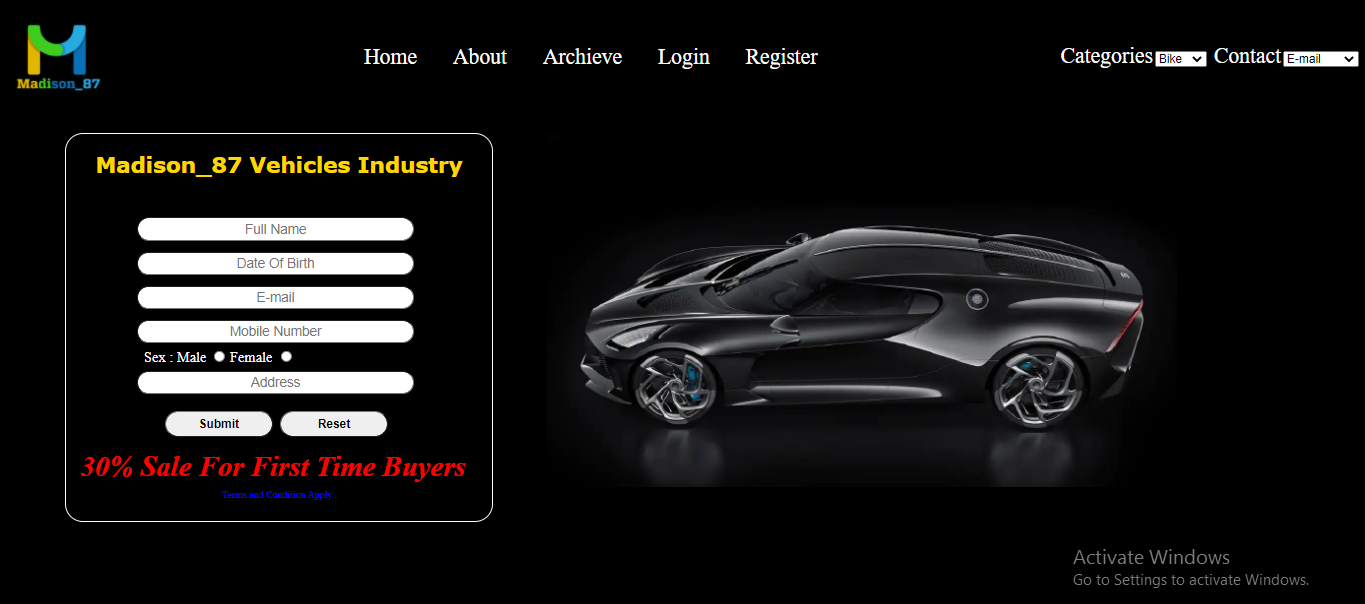 Madison_87
Home About Archieve Login Register
Categories Bike Contact E-mail
Madison_87 Vehicles Industry
Full Name
Date Of Birth
E-mail
Mobile Number
Sex : Male Female
Address
Submit Reset
30% Sale For First Time Buyers
Terms and Condition Apply
Activate Windows
Go to Settings to activate Windows.